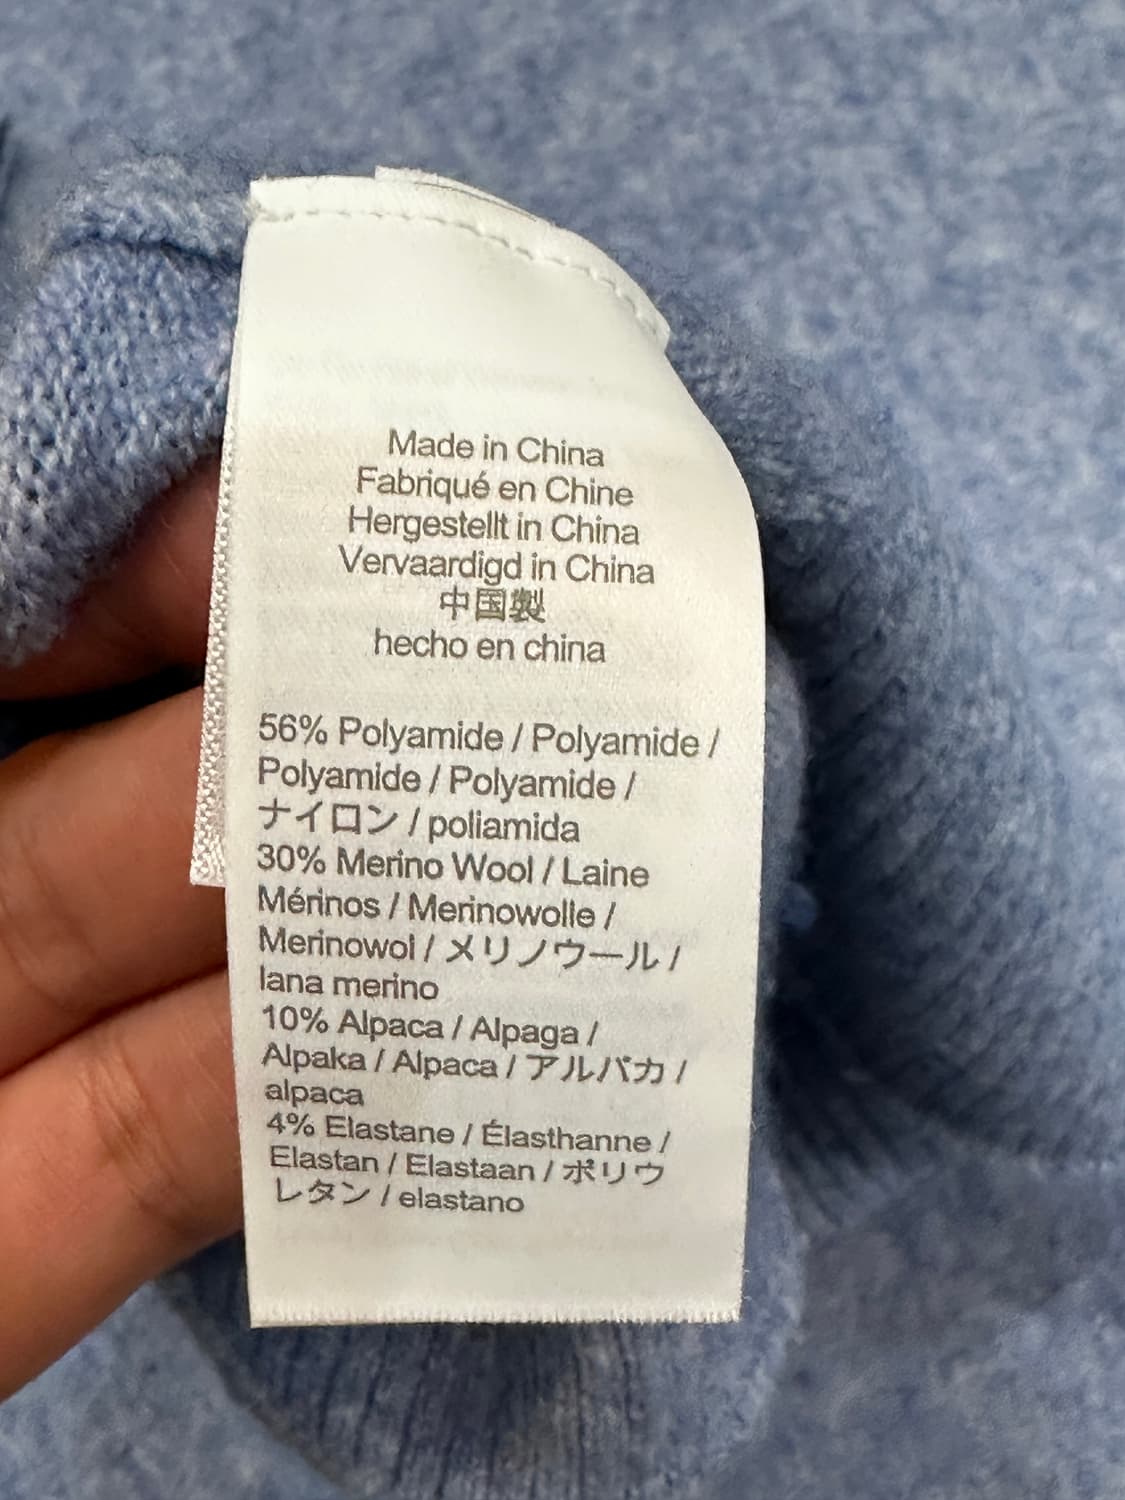 Made in China
Fabriqué en Chine
Hergestellt in China
Vervaardigd in China
中国製
hecho en china
56% Polyamide / Polyamide /
Polyamide / Polyamide /
ナイロン / poliamida
30% Merino Wool / Laine
Mérinos / Merinowolle /
Merinowol / メリノウール /
lana merino
10% Alpaca / Alpaga /
Alpaka / Alpaca / アルパカ /
alpaca
4% Elastane / Élasthanne /
Elastan / Elastaan / ポリウ
レタン / elastano